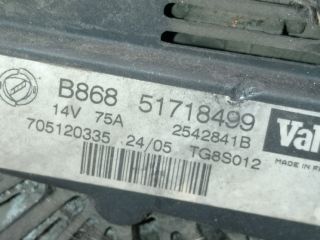 B868 51718499
14V 75A 2542841B Val
705120335 24/05 TG8S012
MADE IN F